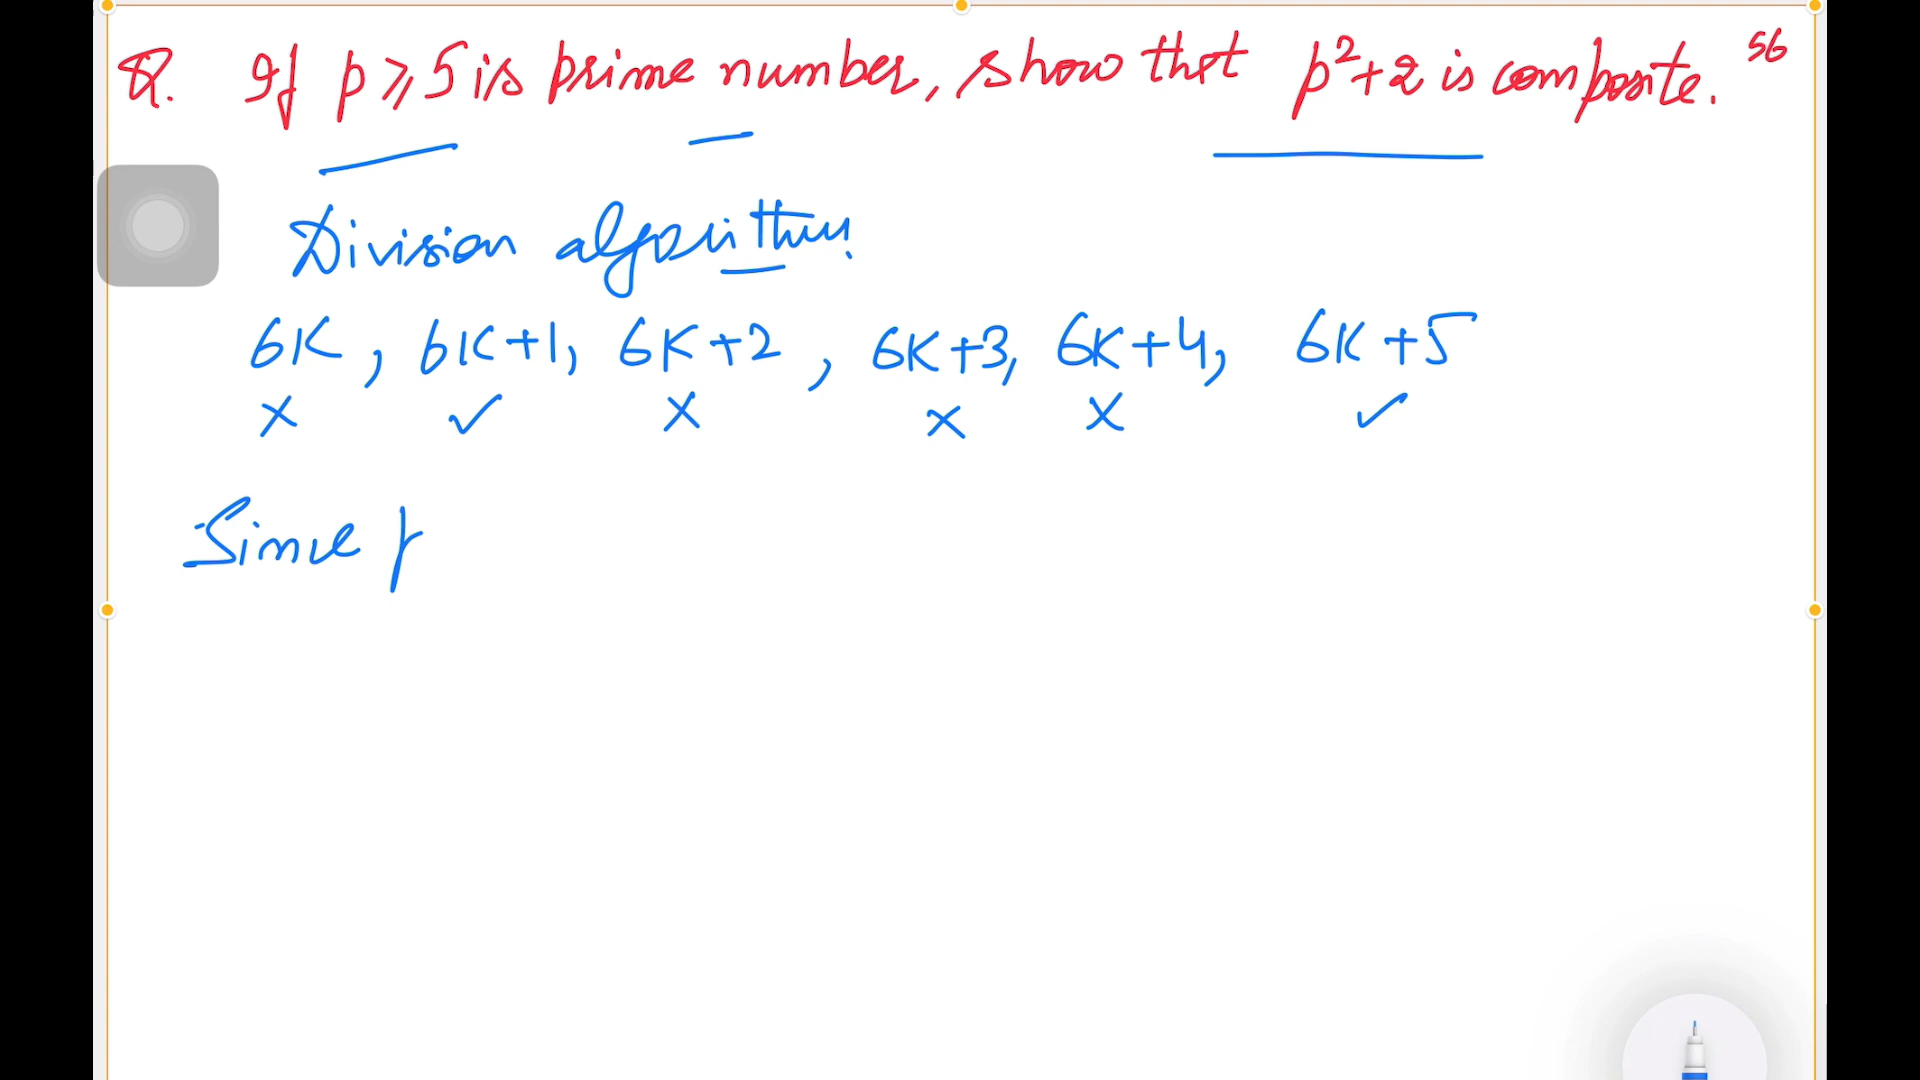 Q. If p ⩾ 5 is prime number, show that p²+2 is composite. 56
Division algorithm
6K, 6K+1, 6K+2, 6K+3, 6K+4, 6K+5
× ✓ × × × ✓
Since